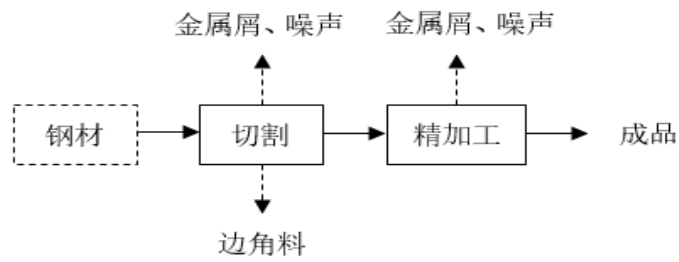 金属屑、噪声
金属屑、噪声
钢材
切割
精加工
成品
边角料